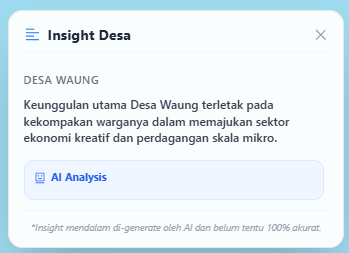 Insight Desa
DESA WAUNG
Keunggulan utama Desa Waung terletak pada
kekompakan warganya dalam memajukan sektor
ekonomi kreatif dan perdagangan skala mikro.
AI Analysis
*Insight mendalam di-generate oleh AI dan belum tentu 100% akurat.